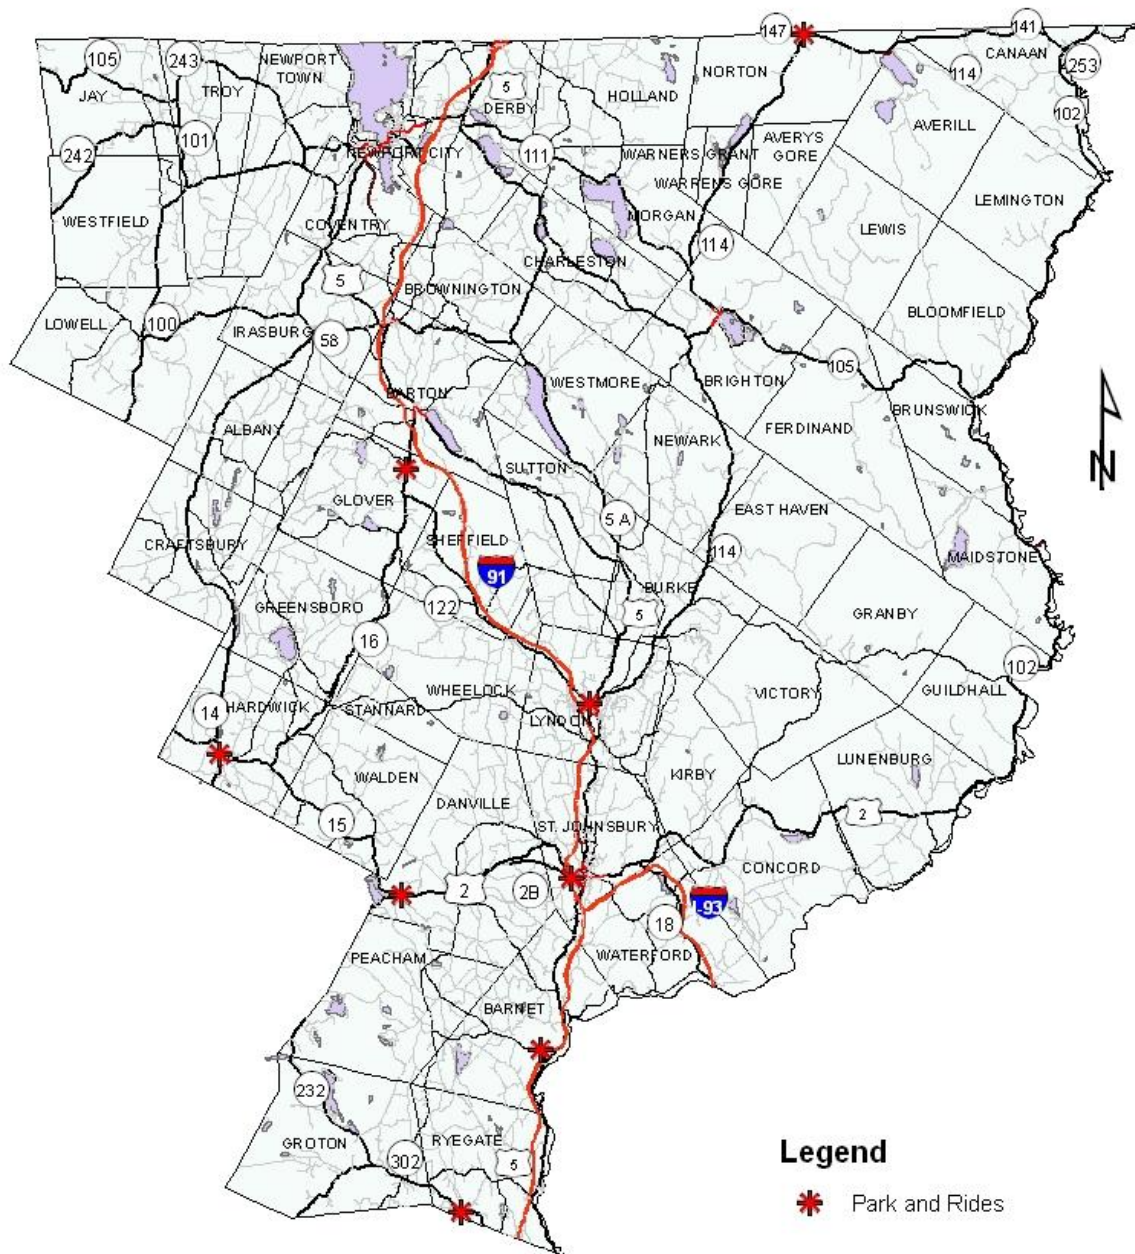 147
141
105
243
NEWPORT
TOWN
CANAAN
253
JAY
TROY
5
DERBY
HOLLAND
NORTON
114
102
AVERILL
242
101
NEWPORT CITY
111
WARNERS GRANT
AVERYS
GORE
WARRENS GORE
WESTFIELD
COVENTRY
MORGAN
LEMINGTON
LEWIS
114
CHARLESTON
5
BROWNINGTON
LOWELL
100
IRASBURG
58
BLOOMFIELD
105
BARTON
WESTMORE
BRIGHTON
BRUNSWICK
ALBANY
NEWARK
FERDINAND
N
SUTTON
GLOVER
5 A
EAST HAVEN
CRAFTSBURY
SHEFFIELD
114
MAIDSTONE
91
BURKE
GREENSBORO
122
5
GRANBY
16
102
WHEELOCK
VICTORY
GUILDHALL
14
HARDWICK
STANNARD
LYNDON
WALDEN
KIRBY
LUNENBURG
DANVILLE
15
ST. JOHNSBURY
2
CONCORD
2
2B
I-93
18
PEACHAM
WATERFORD
BARNET
232
GROTON
302
RYEGATE
5
Legend
Park and Rides